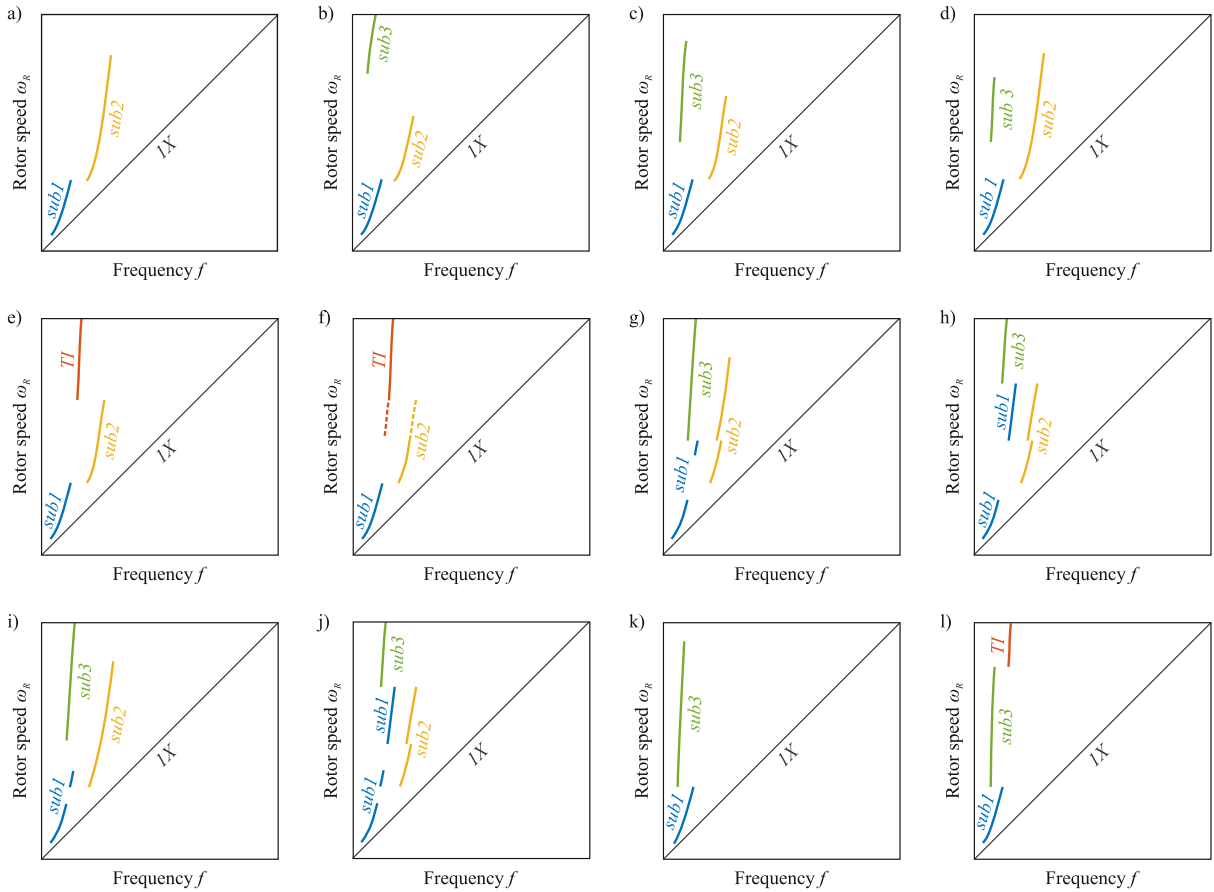 a)
Rotor speed ωR
sub1
sub2
1X
Frequency f
b)
Rotor speed ωR
sub3
sub1
sub2
1X
Frequency f
c)
Rotor speed ωR
sub3
sub1
sub2
1X
Frequency f
d)
Rotor speed ωR
sub 3
sub2
sub 1
1X
Frequency f
e)
Rotor speed ωR
TI
sub1
sub2
1X
Frequency f
f)
Rotor speed ωR
TI
sub1
sub2
1X
Frequency f
g)
Rotor speed ωR
sub3
sub2
sub1
1X
Frequency f
h)
Rotor speed ωR
sub3
sub1
sub2
sub1
1X
Frequency f
i)
Rotor speed ωR
sub3
sub2
sub1
1X
Frequency f
j)
Rotor speed ωR
sub3
sub1
sub2
sub1
1X
Frequency f
k)
Rotor speed ωR
sub3
sub1
1X
Frequency f
l)
Rotor speed ωR
TI
sub3
sub1
1X
Frequency f